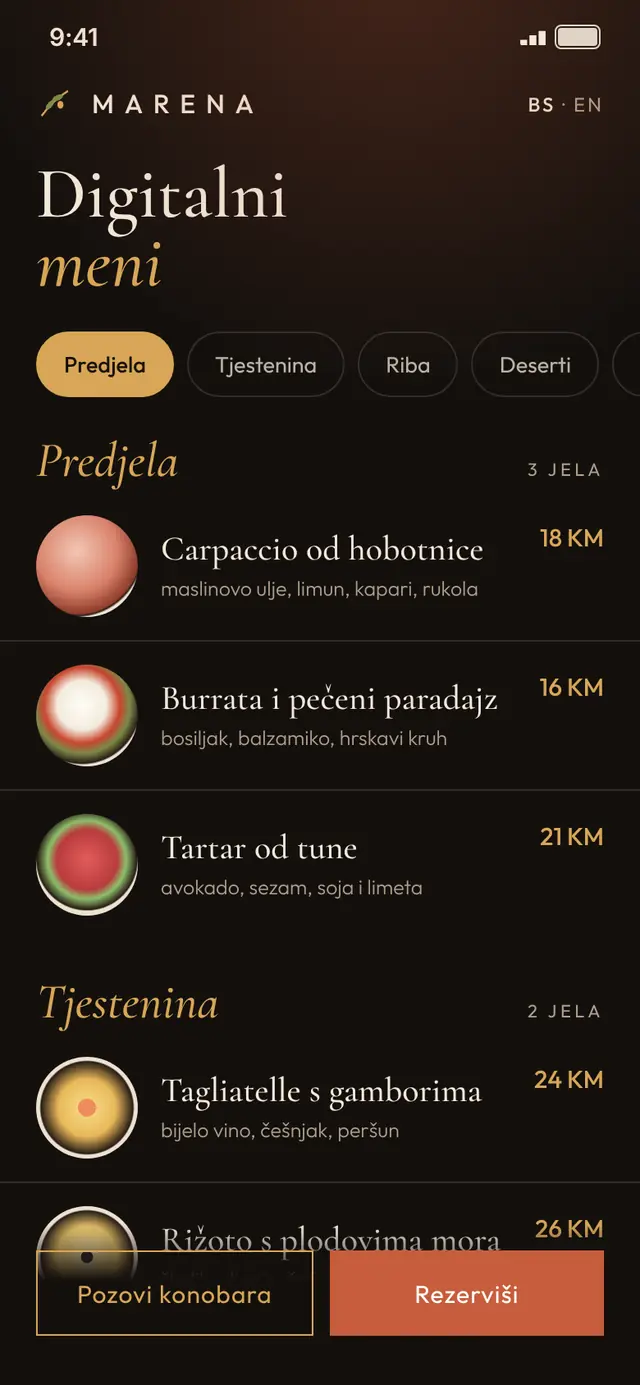 9:41
MARENA
BS · EN
Digitalni
meni
Predjela
Tjestenina
Riba
Deserti
Predjela
3 JELA
Carpaccio od hobotnice
18 KM
maslinovo ulje, limun, kapari, rukola
Burrata i pečeni paradajz
16 KM
bosiljak, balzamiko, hrskavi kruh
Tartar od tune
21 KM
avokado, sezam, soja i limeta
Tjestenina
2 JELA
Tagliatelle s gamborima
24 KM
bijelo vino, češnjak, peršun
Rižoto s plodovima mora
26 KM
Pozovi konobara
Rezerviši